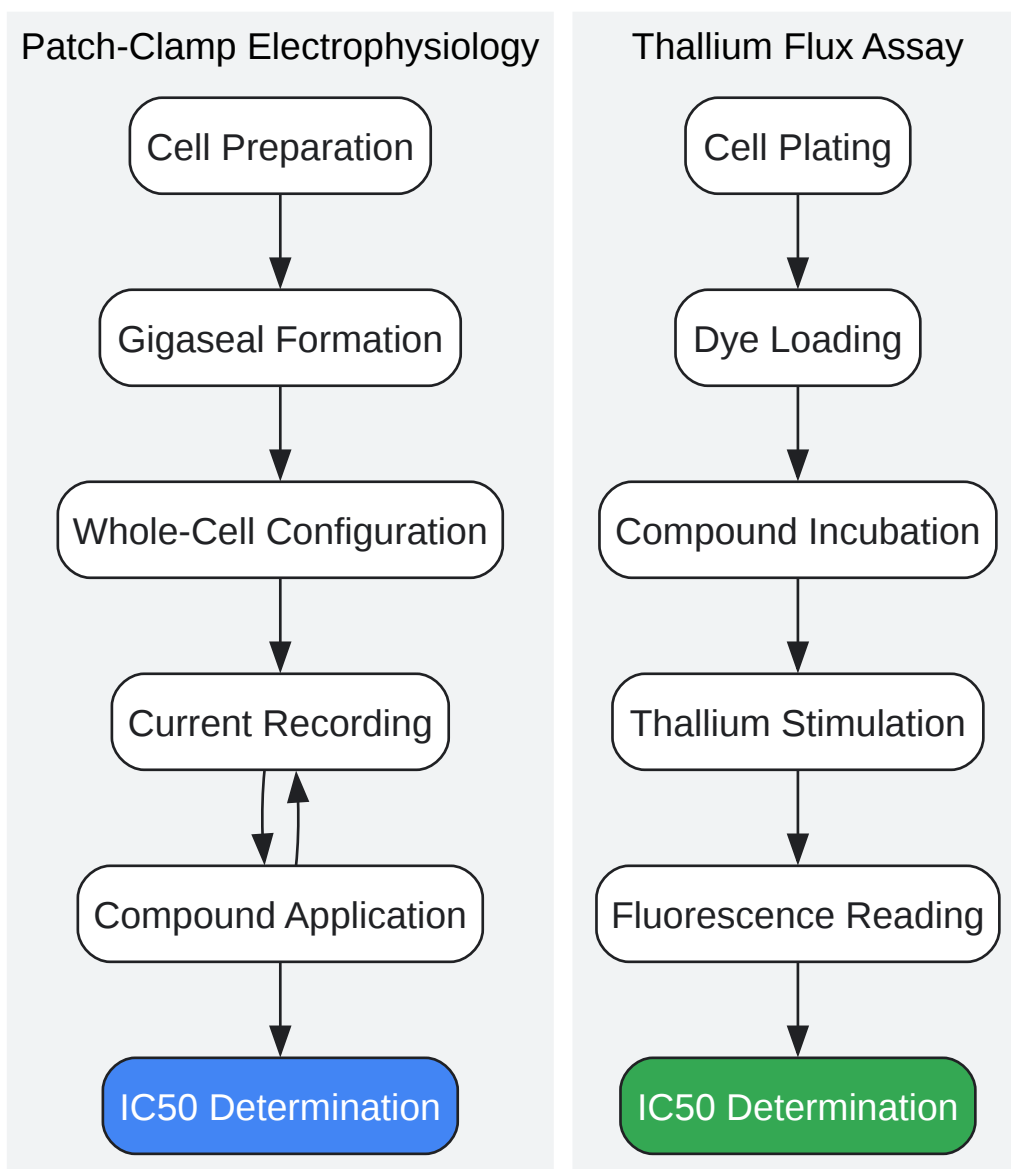 Patch-Clamp Electrophysiology
Cell Preparation
Gigaseal Formation
Whole-Cell Configuration
Current Recording
Compound Application
IC50 Determination
Thallium Flux Assay
Cell Plating
Dye Loading
Compound Incubation
Thallium Stimulation
Fluorescence Reading
IC50 Determination